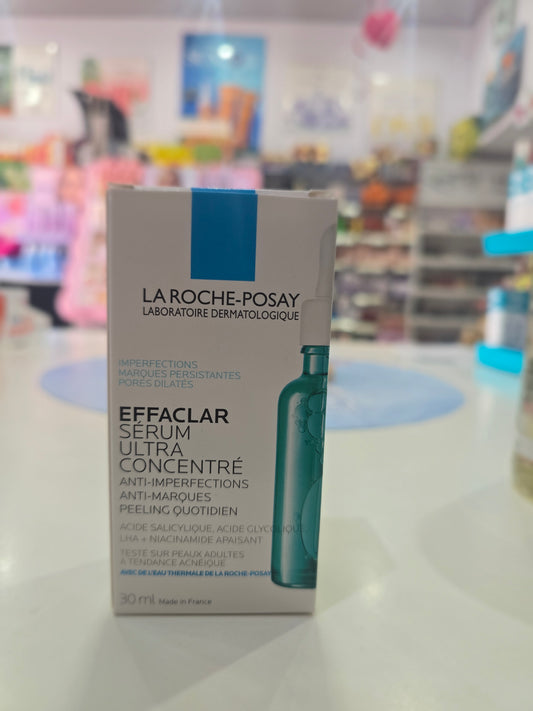 LA ROCHE-POSAY
LABORATOIRE DERMATOLOGIQUE
IMPERFECTIONS
MARQUES PERSISTANTES
PORES DILATÉS
EFFACLAR
SÉRUM
ULTRA
CONCENTRÉ
ANTI-IMPERFECTIONS
ANTI-MARQUES
PEELING QUOTIDIEN
ACIDE SALICYLIQUE, ACIDE GLYCOLIQUE
LHA + NIACINAMIDE APAISANT
TESTÉ SUR PEAUX ADULTES
À TENDANCE ACNÉIQUE
AVEC DE L'EAU THERMALE DE LA ROCHE-POSAY
30 ml Made in France